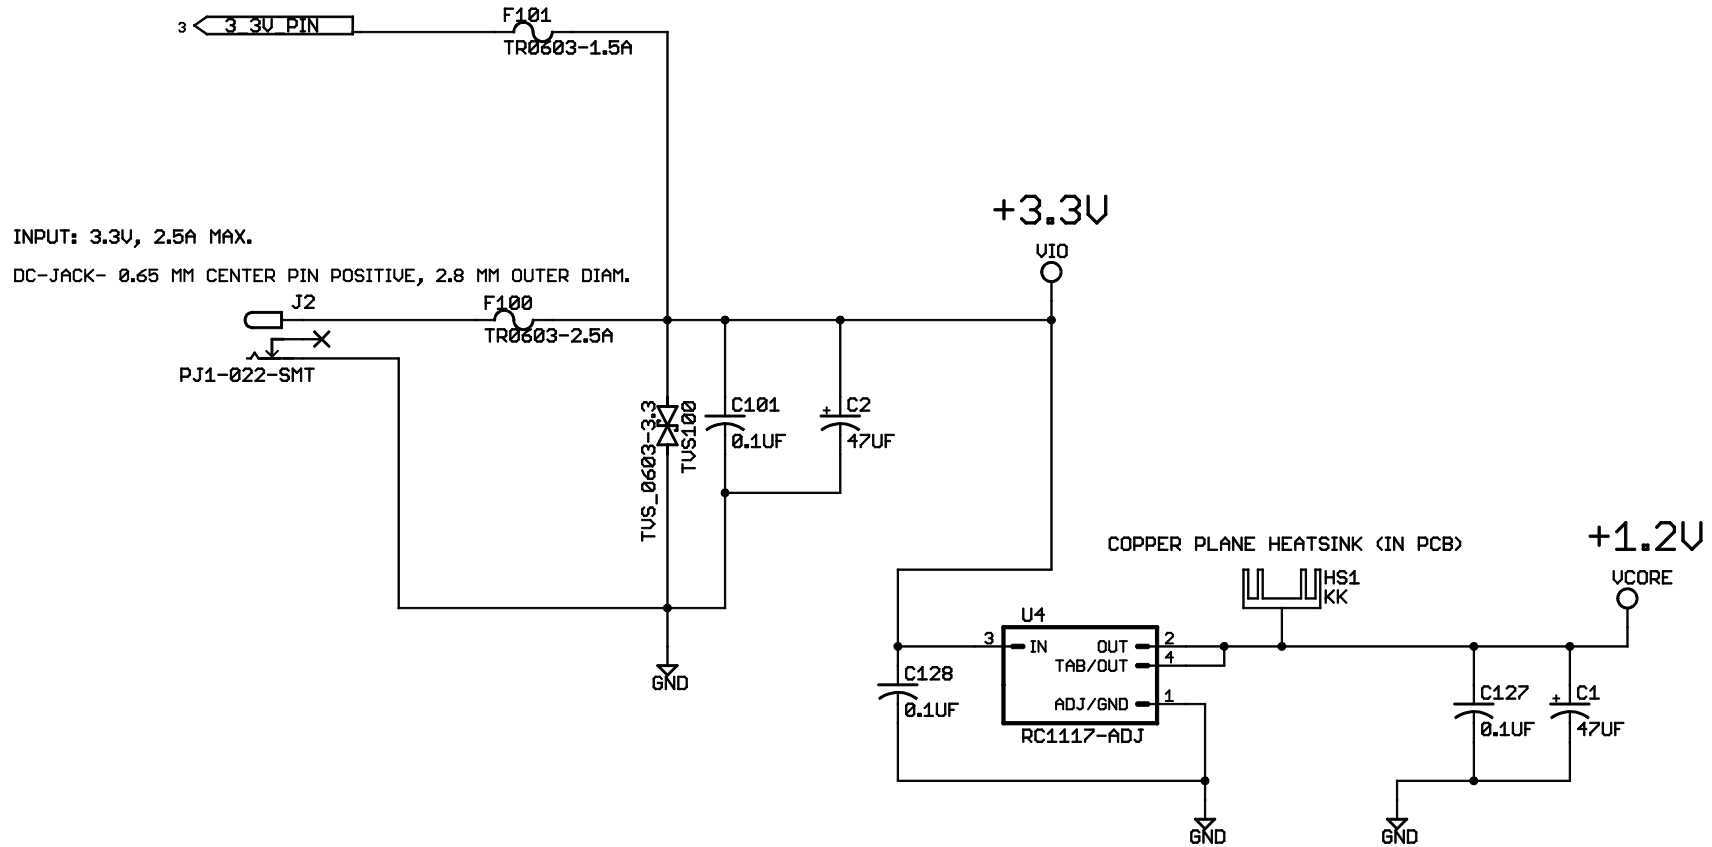 F101
3 3_3V_PIN
TR0603-1.5A
+3.3V
INPUT: 3.3V, 2.5A MAX.
VIO
DC-JACK- 0.65 MM CENTER PIN POSITIVE, 2.8 MM OUTER DIAM.
J2
F100
TR0603-2.5A
PJ1-022-SMT
TVS_0603-3.3
TVS100
C101
0.1UF
+ C2
47UF
COPPER PLANE HEATSINK (IN PCB)
+1.2V
HS1
KK
VCORE
U4
3 IN
OUT 2
TAB/OUT 4
ADJ/GND 1
RC1117-ADJ
C128
0.1UF
GND
C127
0.1UF
+ C1
47UF
GND
GND